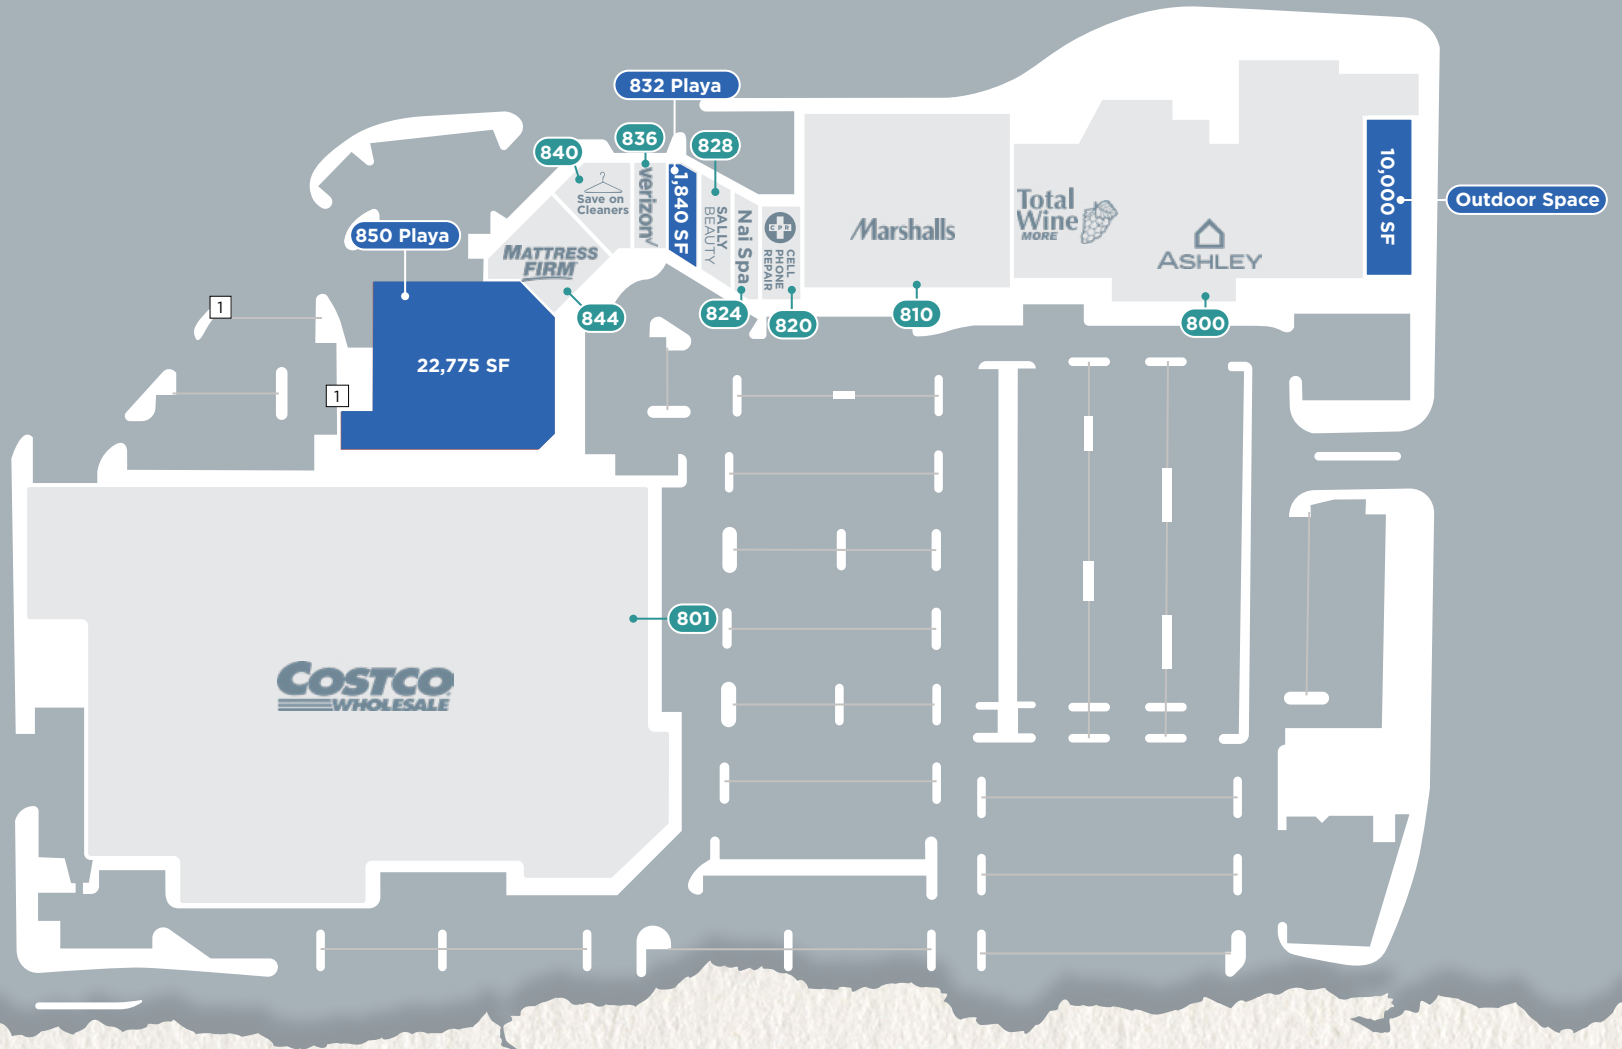 832 Playa
836
828
840
verizon✓
1,840 SF
SALLY
BEAUTY
Nai Spa
CPR
CELL
PHONE
REPAIR
Save on
Cleaners
MATTRESS
FIRM
844
824
820
Marshalls
810
Total
Wine
& MORE
ASHLEY
800
10,000 SF
Outdoor Space
850 Playa
22,775 SF
1
1
801
COSTCO
WHOLESALE